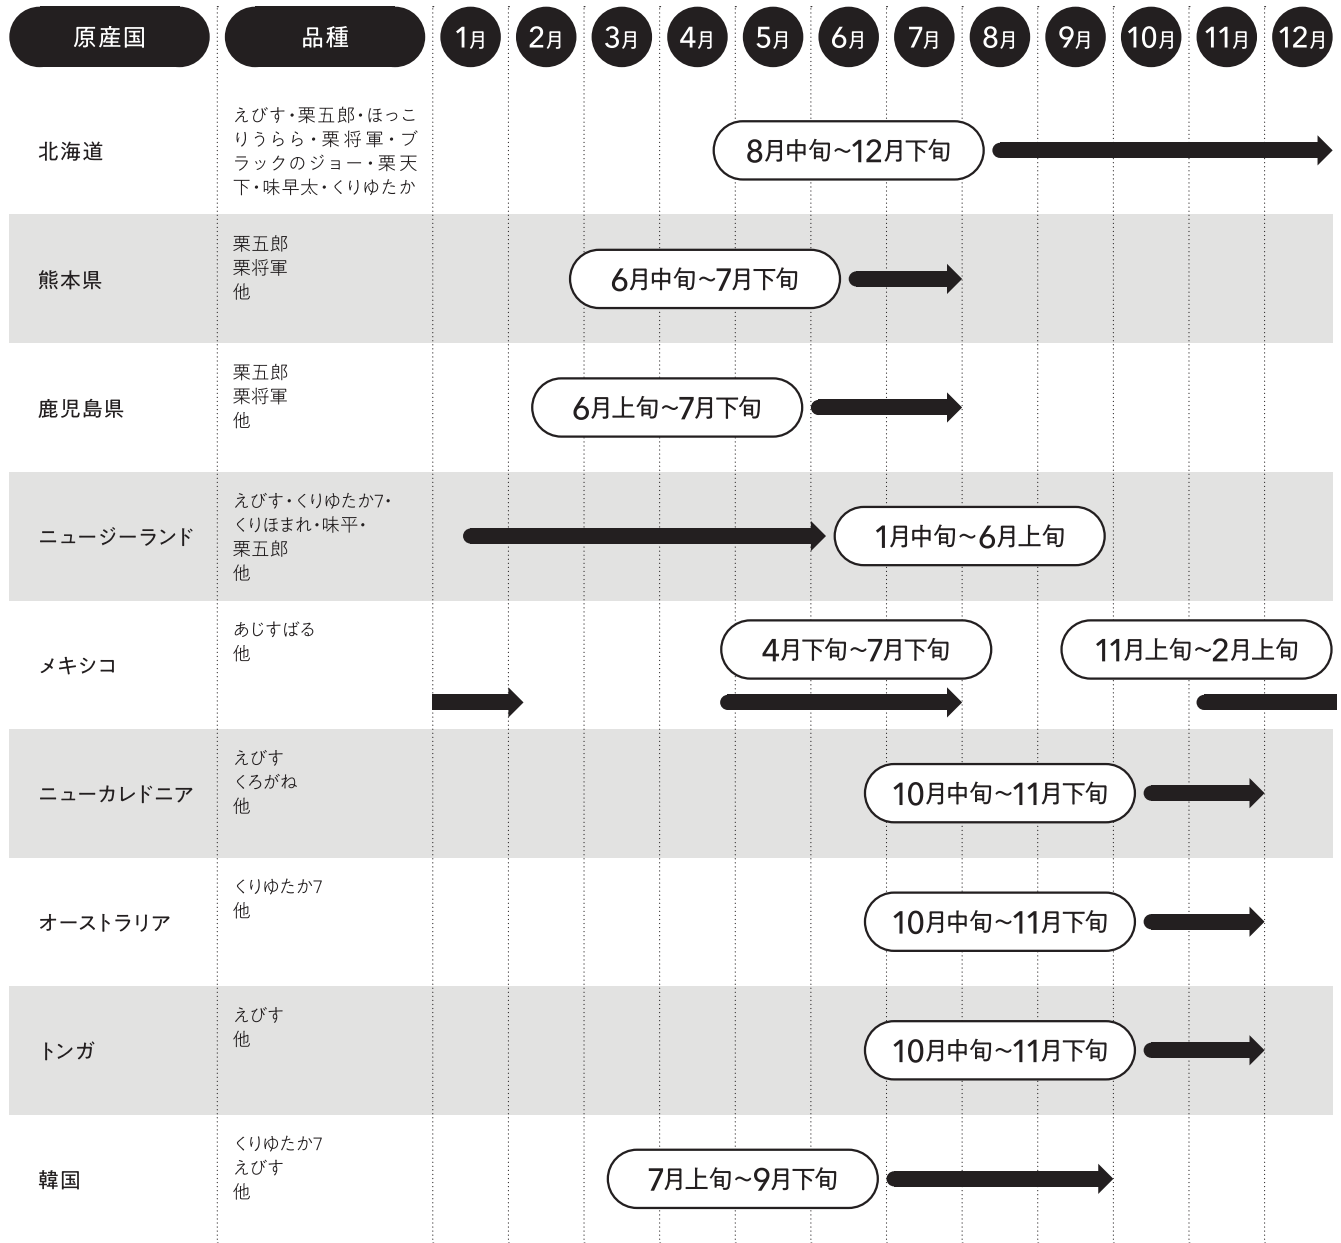 原産国 品種 1月 2月 3月 4月 5月 6月 7月 8月 9月 10月 11月 12月
北海道
えびす・栗五郎・ほっこ
りうらら・栗将軍・ブ
ラックのジョー・栗天
下・味早太・くりゆたか
8月中旬~12月下旬
熊本県
栗五郎
栗将軍
他
6月中旬~7月下旬
鹿児島県
栗五郎
栗将軍
他
6月上旬~7月下旬
ニュージーランド
えびす・くりゆたか7・
くりほまれ・味平・
栗五郎
他
1月中旬~6月上旬
メキシコ
あじすばる
他
4月下旬~7月下旬
11月上旬~2月上旬
ニューカレドニア
えびす
くろがね
他
10月中旬~11月下旬
オーストラリア
くりゆたか7
他
10月中旬~11月下旬
トンガ
えびす
他
10月中旬~11月下旬
韓国
くりゆたか7
えびす
他
7月上旬~9月下旬